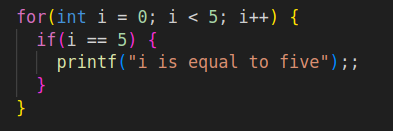 for(int i = 0; i < 5; i++) {
  if(i == 5) {
    printf("i is equal to five");;
  }
}